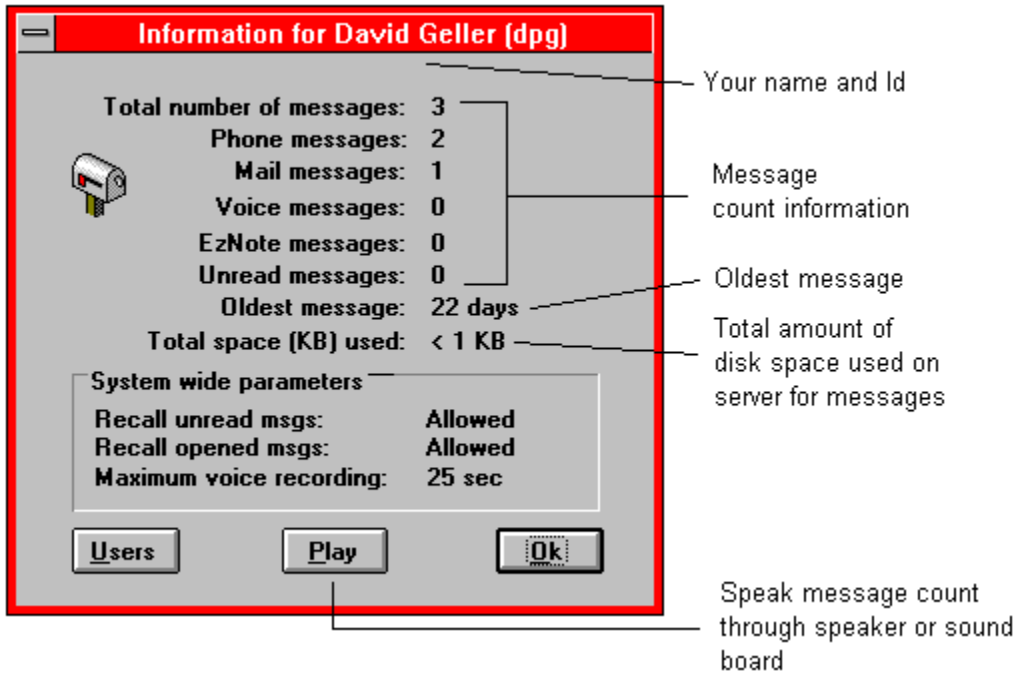 Information for David Geller (dpg)
Your name and Id
Total number of messages: 3
Phone messages: 2
Mail messages: 1
Voice messages: 0
EzNote messages: 0
Unread messages: 0
Message
count information
Oldest message: 22 days
Oldest message
Total space (KB) used: < 1 KB
Total amount of
disk space used on
server for messages
System wide parameters
Recall unread msgs: Allowed
Recall opened msgs: Allowed
Maximum voice recording: 25 sec
Users Play Ok
Speak message count
through speaker or sound
board